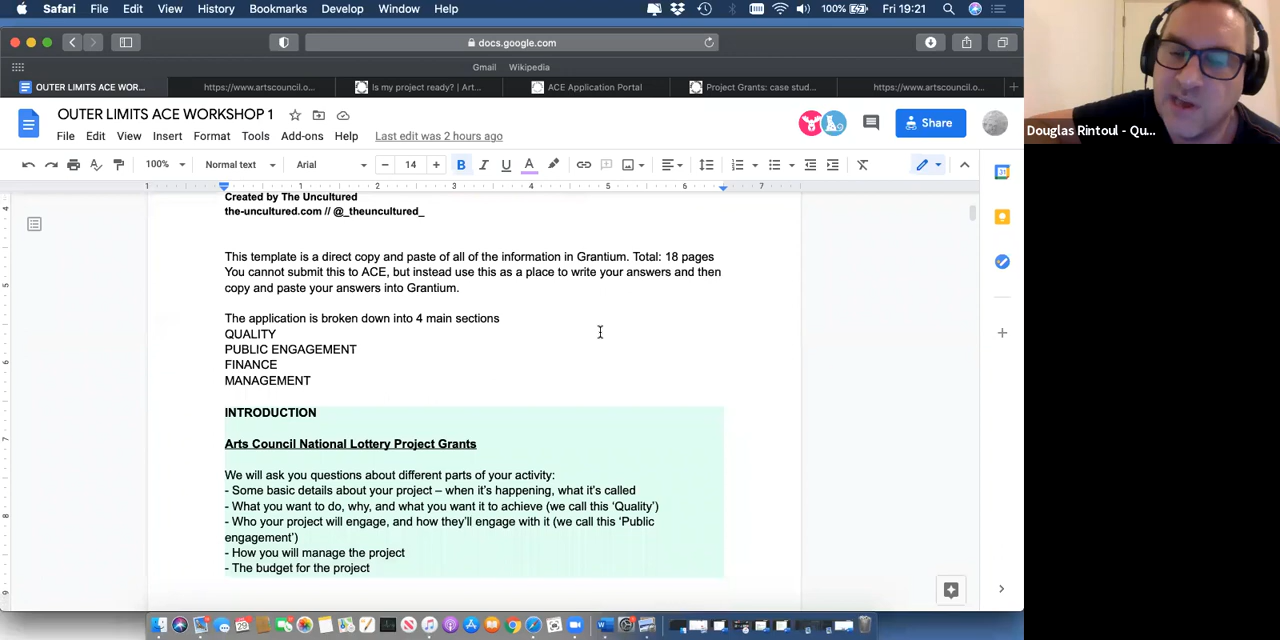 Safari File Edit View History Bookmarks Develop Window Help 100% Fri 19:21
docs.google.com
Gmail Wikipedia
OUTER LIMITS ACE WOR... https://www.artscouncil.o... Is my project ready? | Art... ACE Application Portal Project Grants: case stud... https://www.artscouncil.o...
OUTER LIMITS ACE WORKSHOP 1
File Edit View Insert Format Tools Add-ons Help Last edit was 2 hours ago
Share
100% Normal text Arial 14 B I U A
1 1 2 3 4 5 6 7
Created by The Uncultured
the-uncultured.com // @_theuncultured_
This template is a direct copy and paste of all of the information in Grantium. Total: 18 pages
You cannot submit this to ACE, but instead use this as a place to write your answers and then
copy and paste your answers into Grantium.
The application is broken down into 4 main sections
QUALITY
PUBLIC ENGAGEMENT
FINANCE
MANAGEMENT
INTRODUCTION
Arts Council National Lottery Project Grants
We will ask you questions about different parts of your activity:
- Some basic details about your project – when it's happening, what it's called
- What you want to do, why, and what you want it to achieve (we call this 'Quality')
- Who your project will engage, and how they'll engage with it (we call this 'Public
engagement')
- How you will manage the project
- The budget for the project
Douglas Rintoul - Qu...